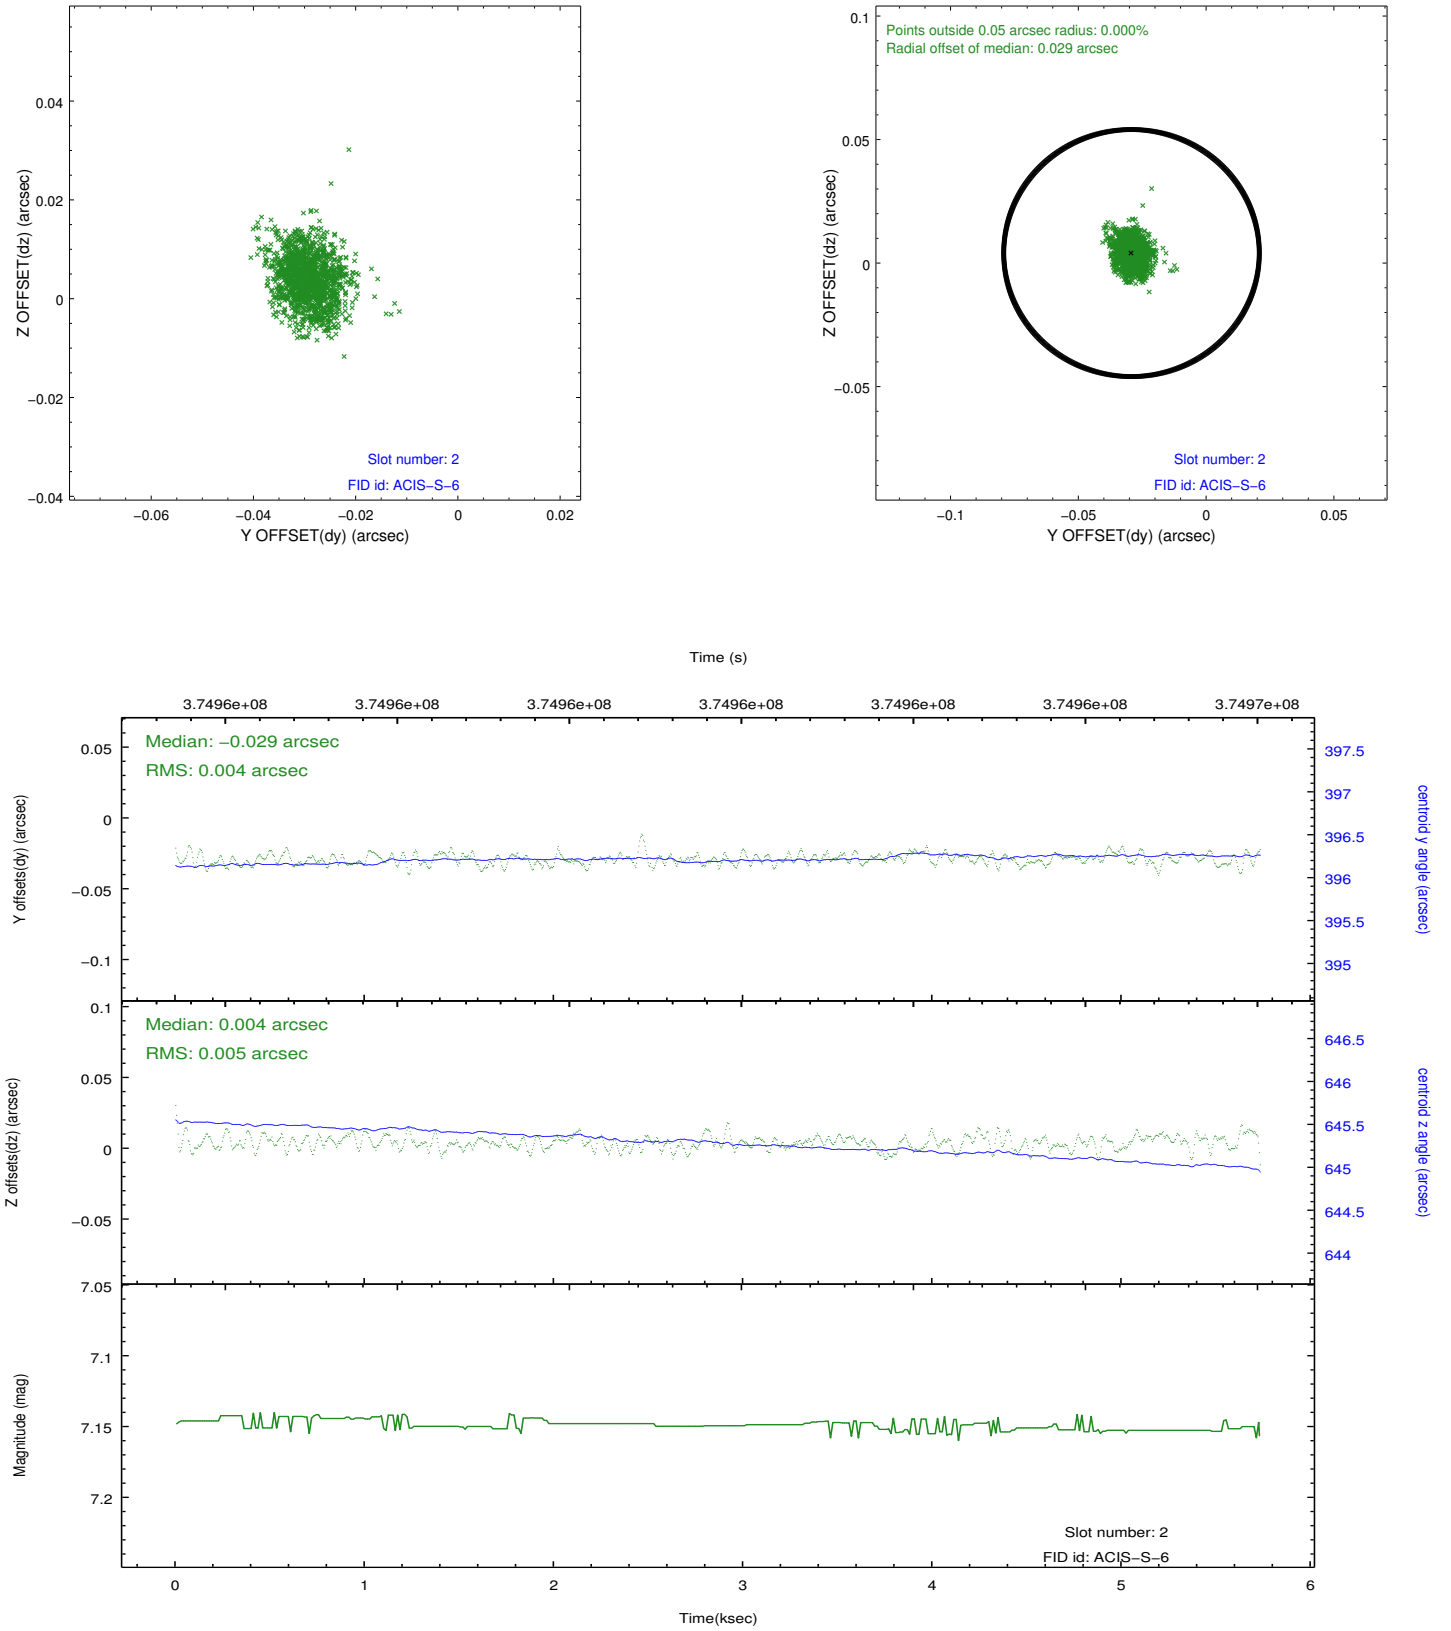 0.04
0.02
0
−0.02
−0.04
Z OFFSET(dz) (arcsec)
Slot number: 2
FID id: ACIS−S−6
−0.06
−0.04
−0.02
0
0.02
Y OFFSET(dy) (arcsec)
Points outside 0.05 arcsec radius: 0.000%
Radial offset of median: 0.029 arcsec
0.1
0.05
0
−0.05
Z OFFSET(dz) (arcsec)
Slot number: 2
FID id: ACIS−S−6
−0.1
−0.05
0
0.05
Y OFFSET(dy) (arcsec)
Time (s)
3.7496e+08
3.7496e+08
3.7496e+08
3.7496e+08
3.7496e+08
3.7496e+08
3.7497e+08
Median: −0.029 arcsec
RMS: 0.004 arcsec
0.05
0
−0.05
−0.1
Y offsets(dy) (arcsec)
397.5
397
396.5
396
395.5
395
centroid y angle (arcsec)
Median: 0.004 arcsec
RMS: 0.005 arcsec
0.1
0.05
0
−0.05
Z offsets(dz) (arcsec)
646.5
646
645.5
645
644.5
644
centroid z angle (arcsec)
7.05
7.1
7.15
7.2
Magnitude (mag)
Slot number: 2
FID id: ACIS−S−6
0
1
2
3
4
5
6
Time(ksec)